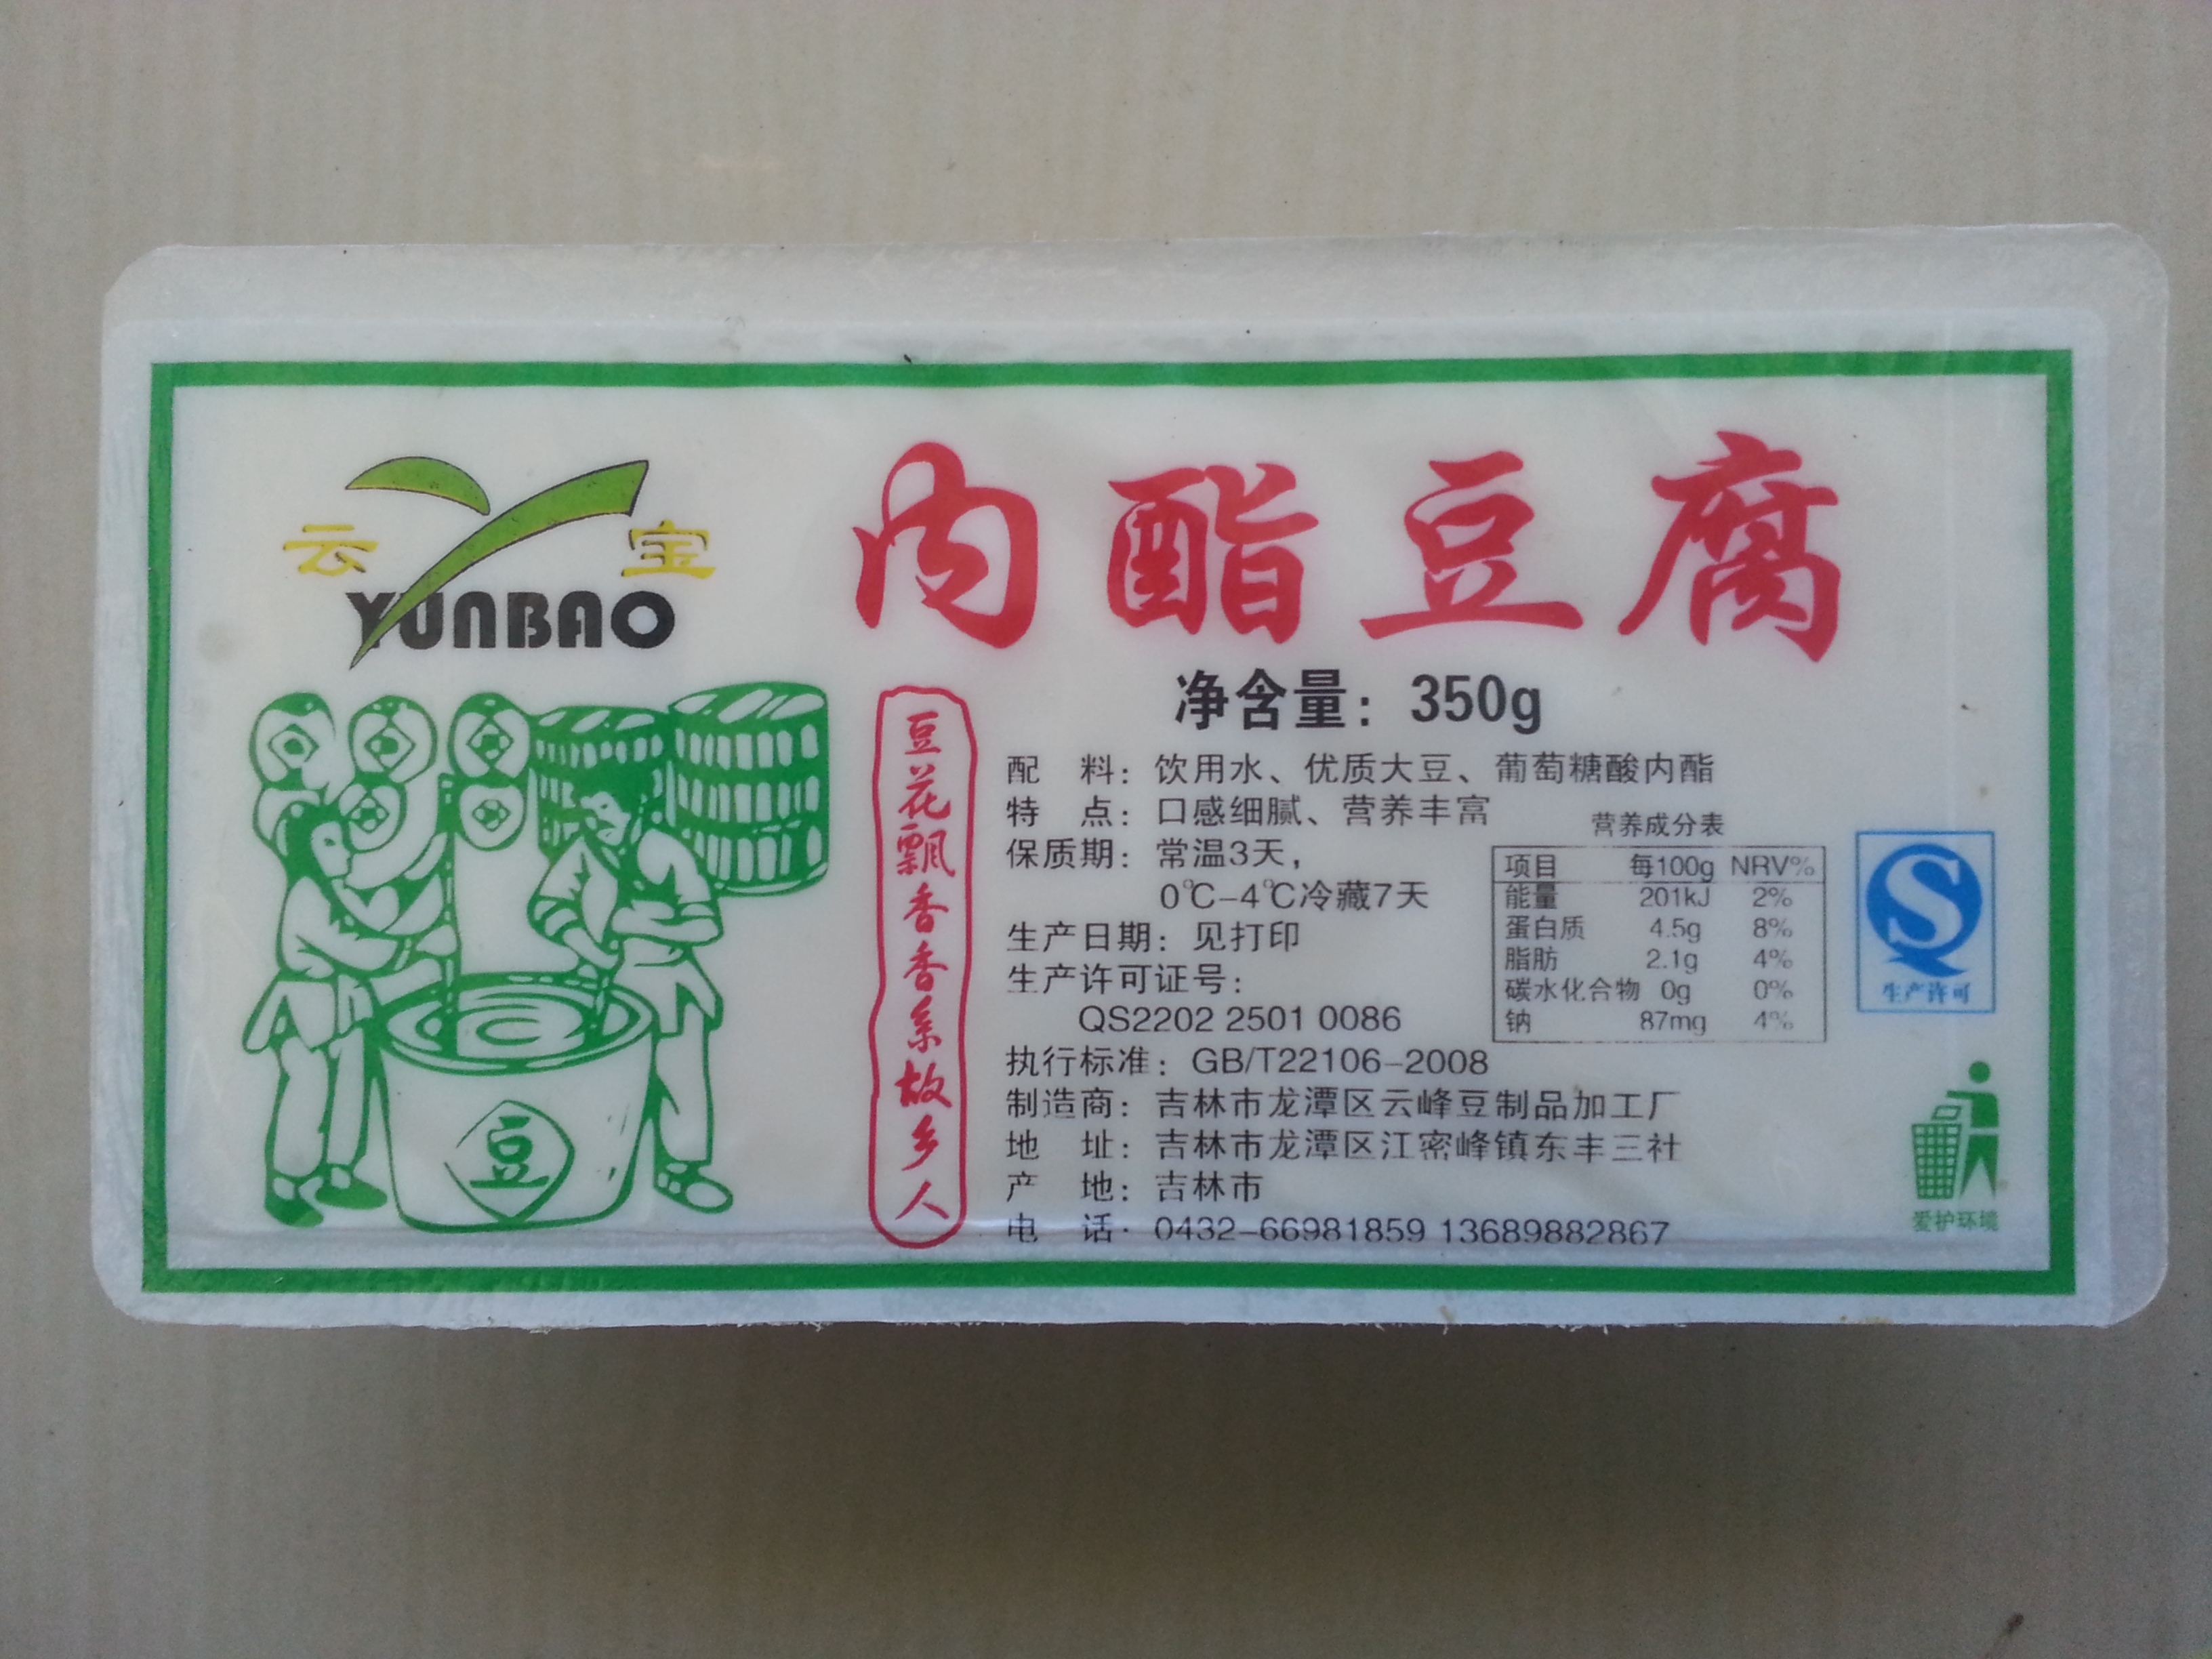 云宝
YUNBAO
内酯豆腐
净含量：350g
豆花飘香香系故乡人
豆
配　料：饮用水、优质大豆、葡萄糖酸内酯
特　点：口感细腻、营养丰富
保质期：常温3天，
0℃-4℃冷藏7天
生产日期：见打印
生产许可证号：
QS2202 2501 0086
执行标准：GB/T22106-2008
制造商：吉林市龙潭区云峰豆制品加工厂
地　址：吉林市龙潭区江密峰镇东丰三社
产　地：吉林市
电　话：0432-66981859 13689882867
营养成分表
项目 每100g NRV%
能量 201kJ 2%
蛋白质 4.5g 8%
脂肪 2.1g 4%
碳水化合物 0g 0%
钠 87mg 4%
生产许可
爱护环境